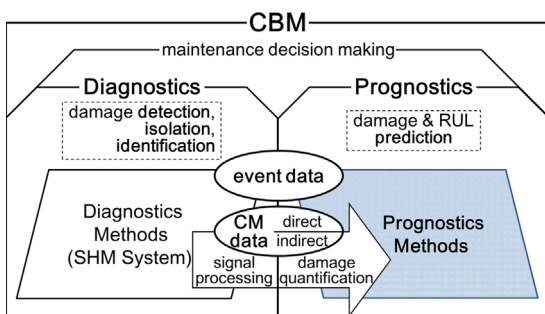 CBM
maintenance decision making
Diagnostics
Prognostics
damage detection,
isolation,
identification
damage & RUL
prediction
event data
Diagnostics
Methods
(SHM System)
CM
data
direct
indirect
Prognostics
Methods
signal
processing
damage
quantification